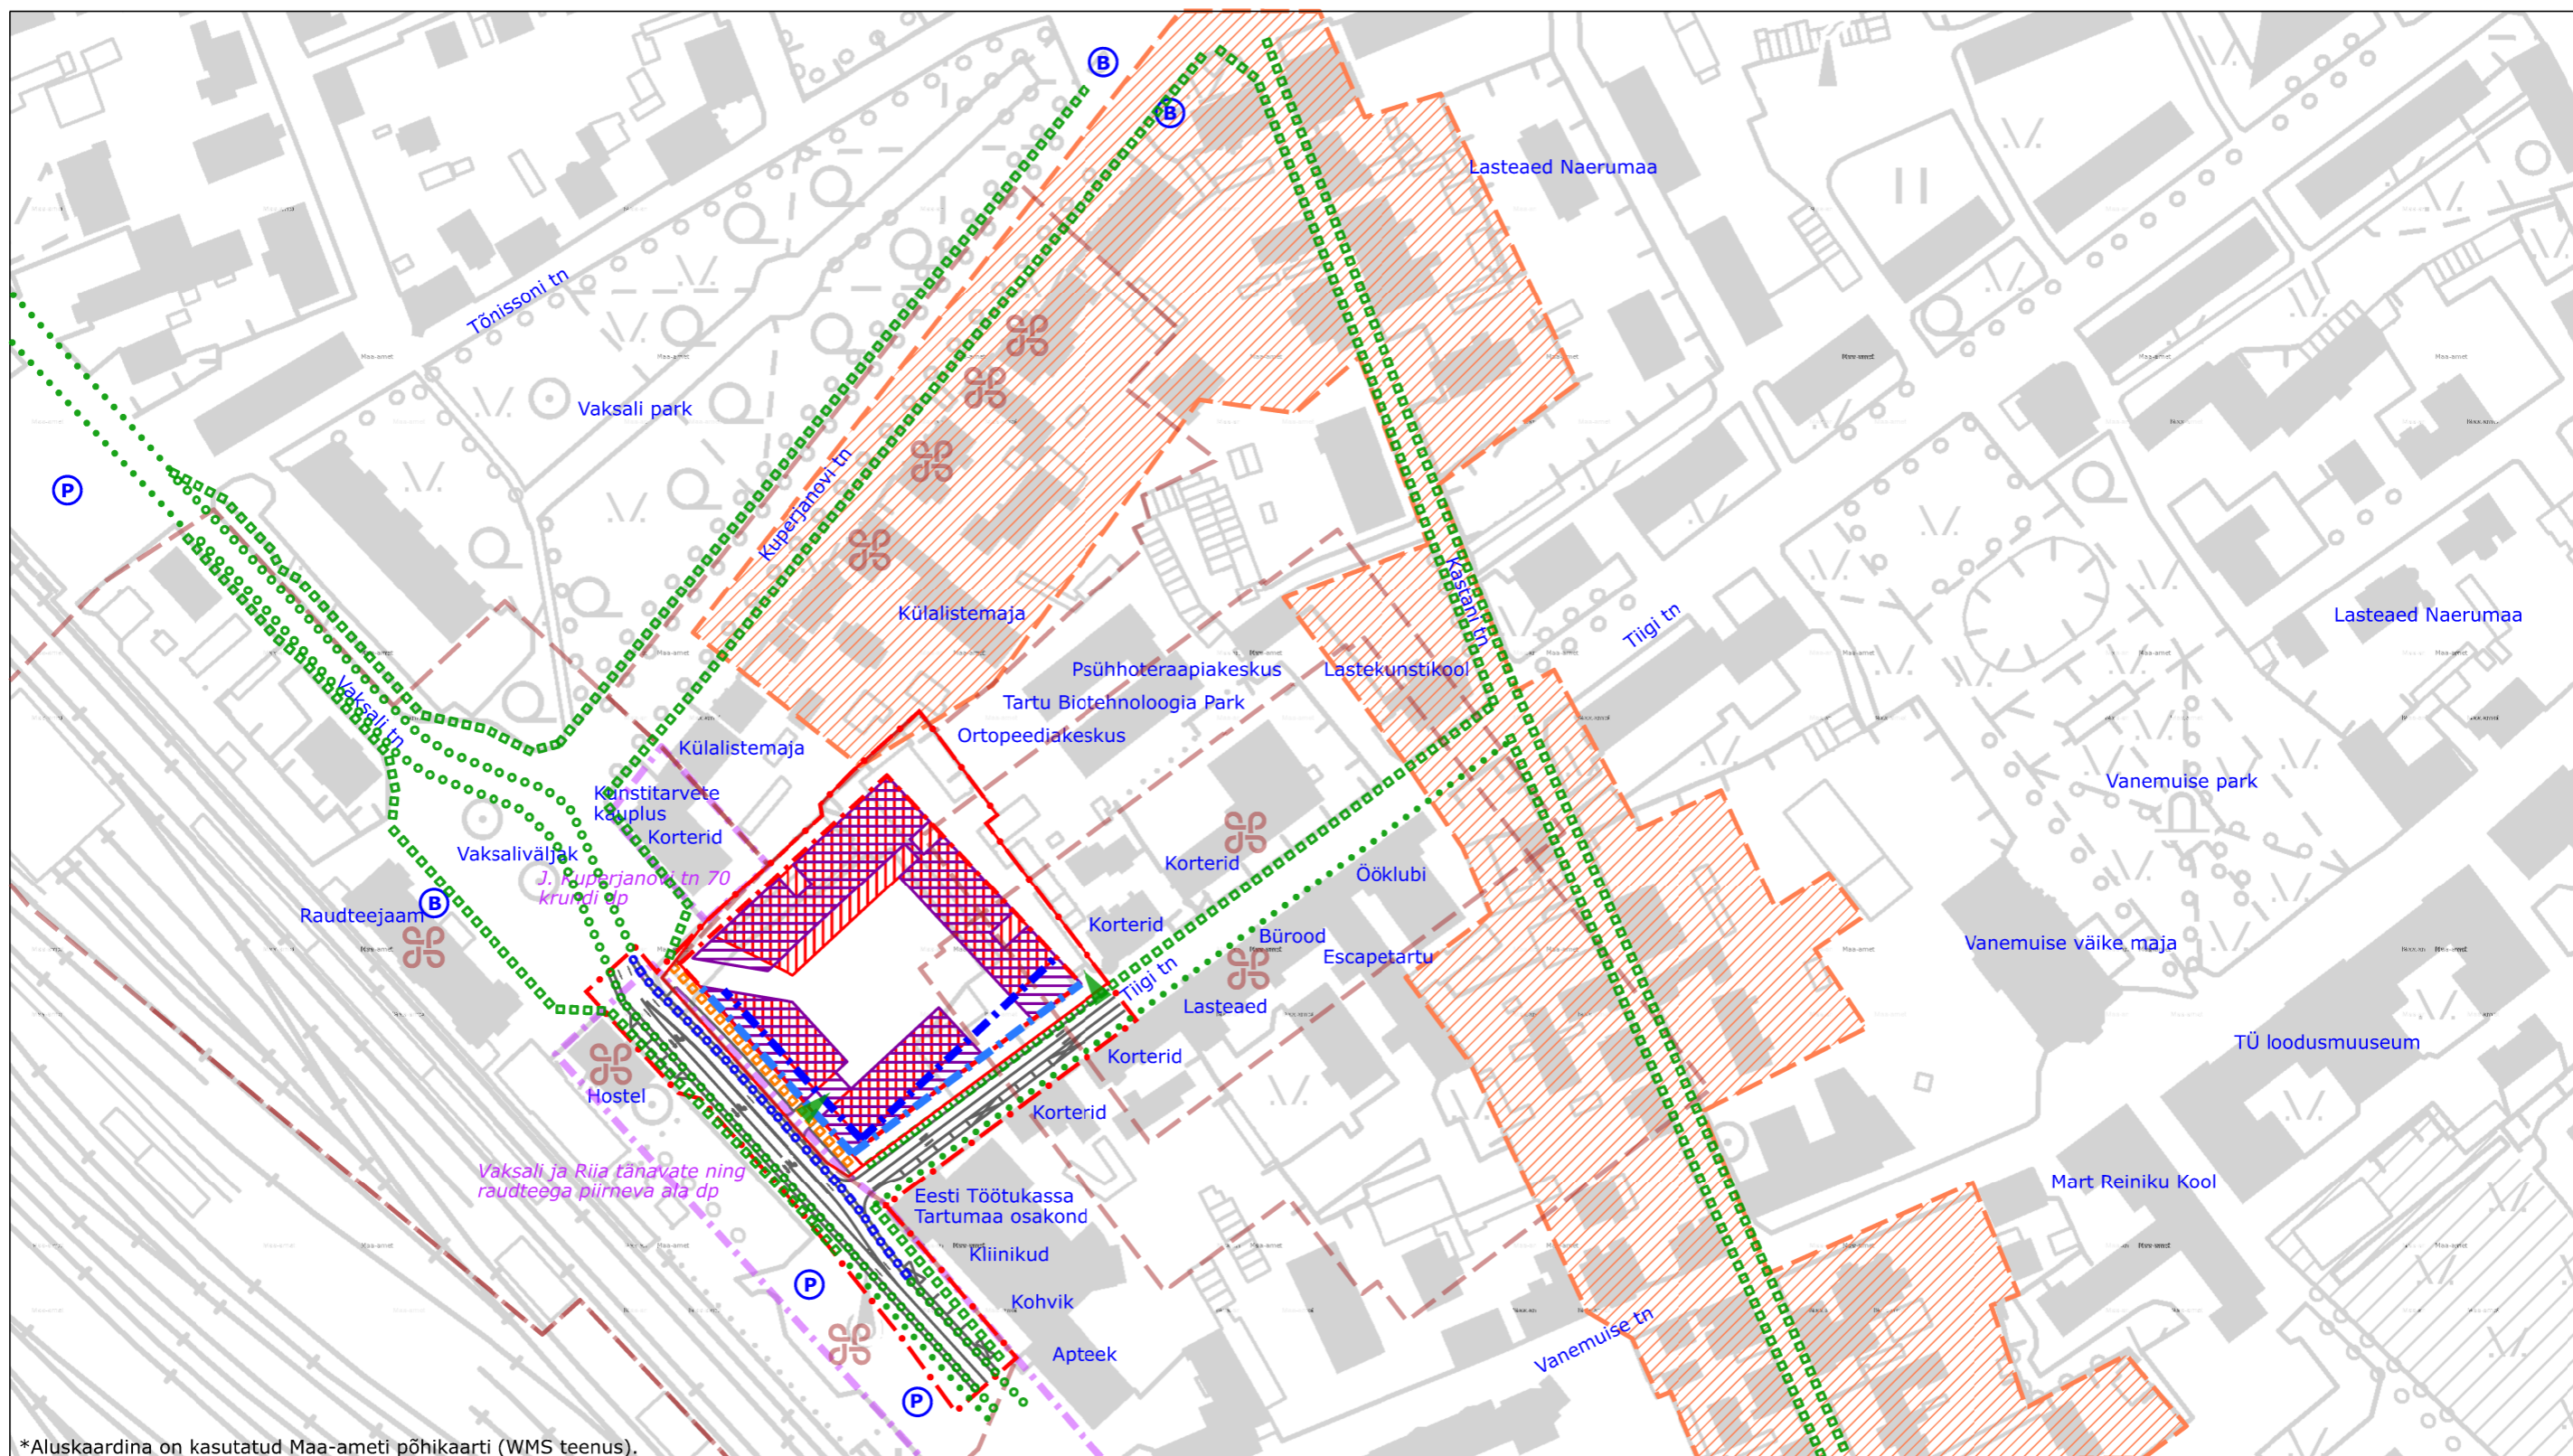 B
B
Lasteaed Naerumaa
Tõnissoni tn
Vaksali park
P
Kuperjanovi tn
Külalistemaja
Kastani tn
Tiigi tn
Lasteaed Naerumaa
Psühhoteraapiakeskus
Lastekunstikool
Tartu Biotehnoloogia Park
Ortopeediakeskus
Vaksali tn
Külalistemaja
Kunstitarvete
kauplus
Korterid
Vanemuise park
Vaksaliväljak
J. Kuperjanovi tn 70
krundi dp
Korterid
Ööklubi
B
Raudteejaam
Korterid
Bürood
Escapetartu
Vanemuise väike maja
Tiigi tn
Lasteaed
TÜ loodusmuuseum
Korterid
Hostel
Korterid
Vaksali ja Riia tänavate ning
raudteega piirneva ala dp
Mart Reiniku Kool
Eesti Töötukassa
Tartumaa osakond
Kliinikud
P
Kohvik
Vanemuise tn
Apteek
P
*Aluskaardina on kasutatud Maa-ameti põhikaarti (WMS teenus).